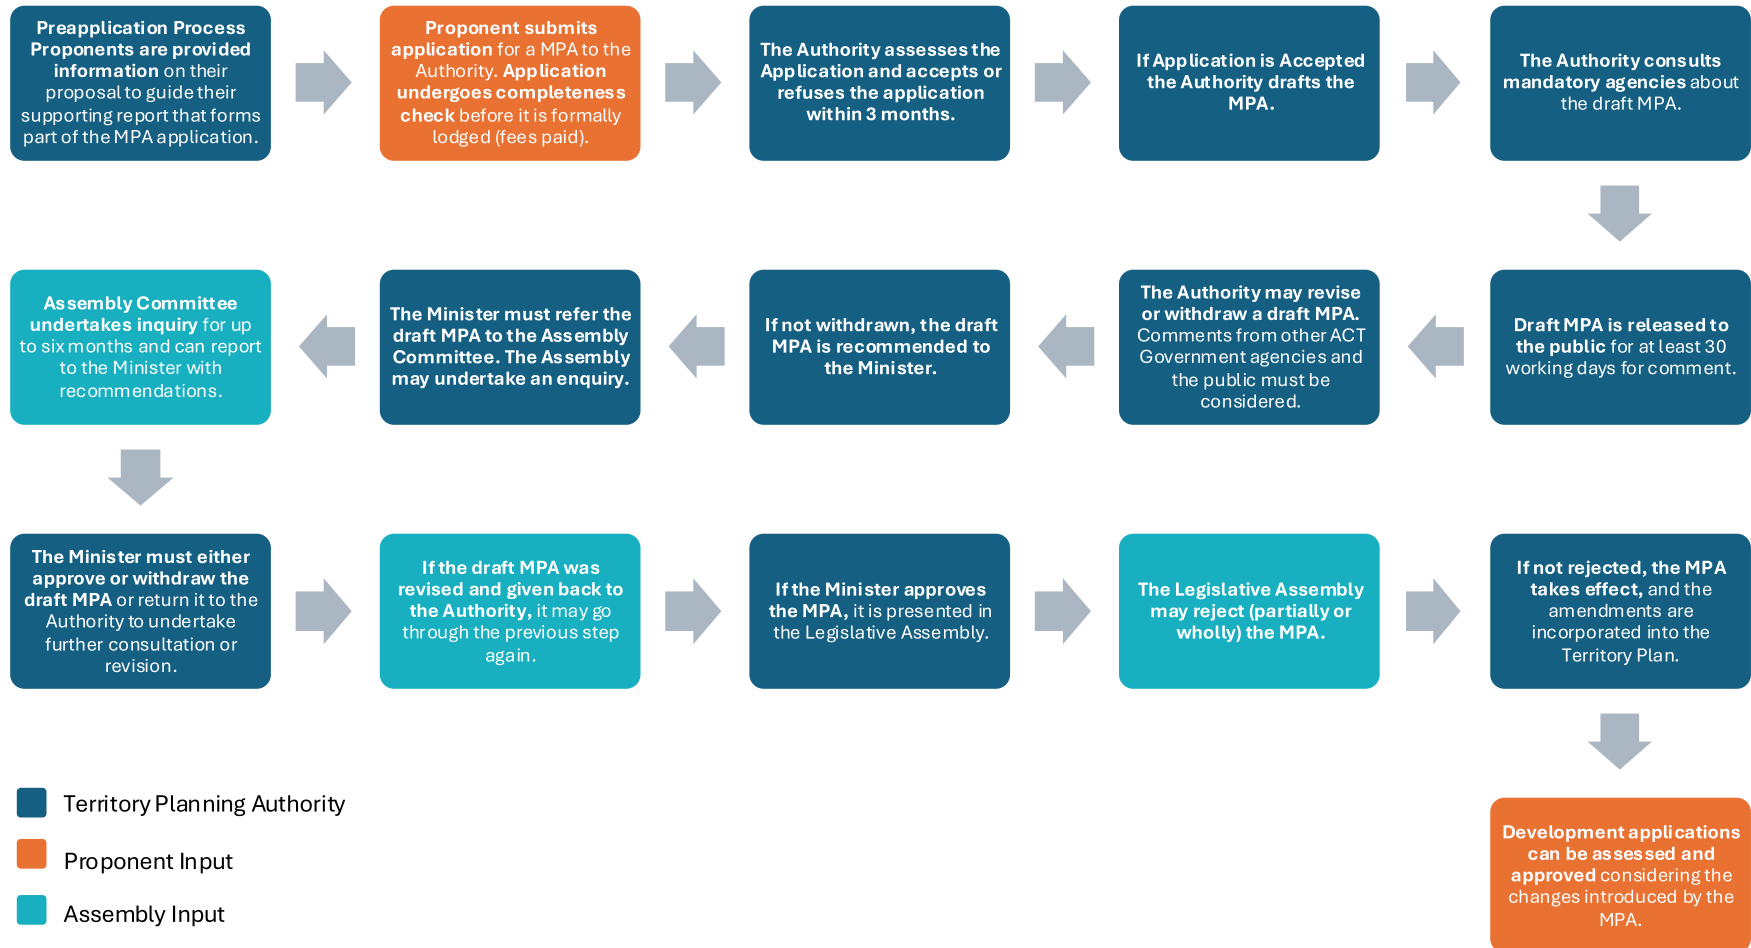 Preapplication Process
Proponents are provided
information on their
proposal to guide their
supporting report that forms
part of the MPA application.
Proponent submits
application for a MPA to the
Authority. Application
undergoes completeness
check before it is formally
lodged (fees paid).
The Authority assesses the
Application and accepts or
refuses the application
within 3 months.
If Application is Accepted
the Authority drafts the
MPA.
The Authority consults
mandatory agencies about
the draft MPA.
Draft MPA is released to
the public for at least 30
working days for comment.
The Authority may revise
or withdraw a draft MPA.
Comments from other ACT
Government agencies and
the public must be
considered.
If not withdrawn, the draft
MPA is recommended to
the Minister.
The Minister must refer the
draft MPA to the Assembly
Committee. The Assembly
may undertake an enquiry.
Assembly Committee
undertakes inquiry for up
to six months and can report
to the Minister with
recommendations.
The Minister must either
approve or withdraw the
draft MPA or return it to the
Authority to undertake
further consultation or
revision.
If the draft MPA was
revised and given back to
the Authority, it may go
through the previous step
again.
If the Minister approves
the MPA, it is presented in
the Legislative Assembly.
The Legislative Assembly
may reject (partially or
wholly) the MPA.
If not rejected, the MPA
takes effect, and the
amendments are
incorporated into the
Territory Plan.
Development applications
can be assessed and
approved considering the
changes introduced by the
MPA.
Territory Planning Authority
Proponent Input
Assembly Input